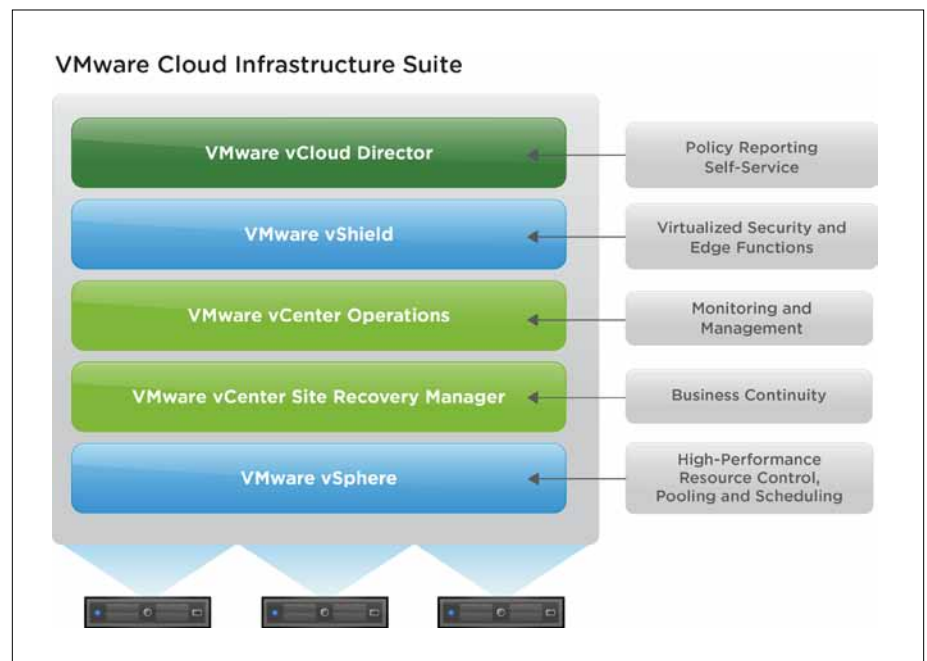 VMware Cloud Infrastructure Suite
VMware vCloud Director
Policy Reporting
Self-Service
VMware vShield
Virtualized Security and
Edge Functions
VMware vCenter Operations
Monitoring and
Management
VMware vCenter Site Recovery Manager
Business Continuity
VMware vSphere
High-Performance
Resource Control,
Pooling and Scheduling